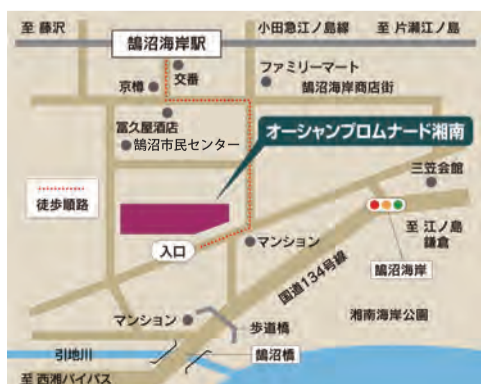 至 藤沢
鵠沼海岸駅
小田急江ノ島線
至 片瀬江ノ島
京樽
交番
ファミリーマート
鵠沼海岸商店街
冨久屋酒店
鵠沼市民センター
オーシャンプロムナード湘南
三笠会館
徒歩順路
入口
マンション
至 江ノ島
鎌倉
国道134号線
鵠沼海岸
マンション
歩道橋
湘南海岸公園
引地川
鵠沼橋
至 西湘バイパス